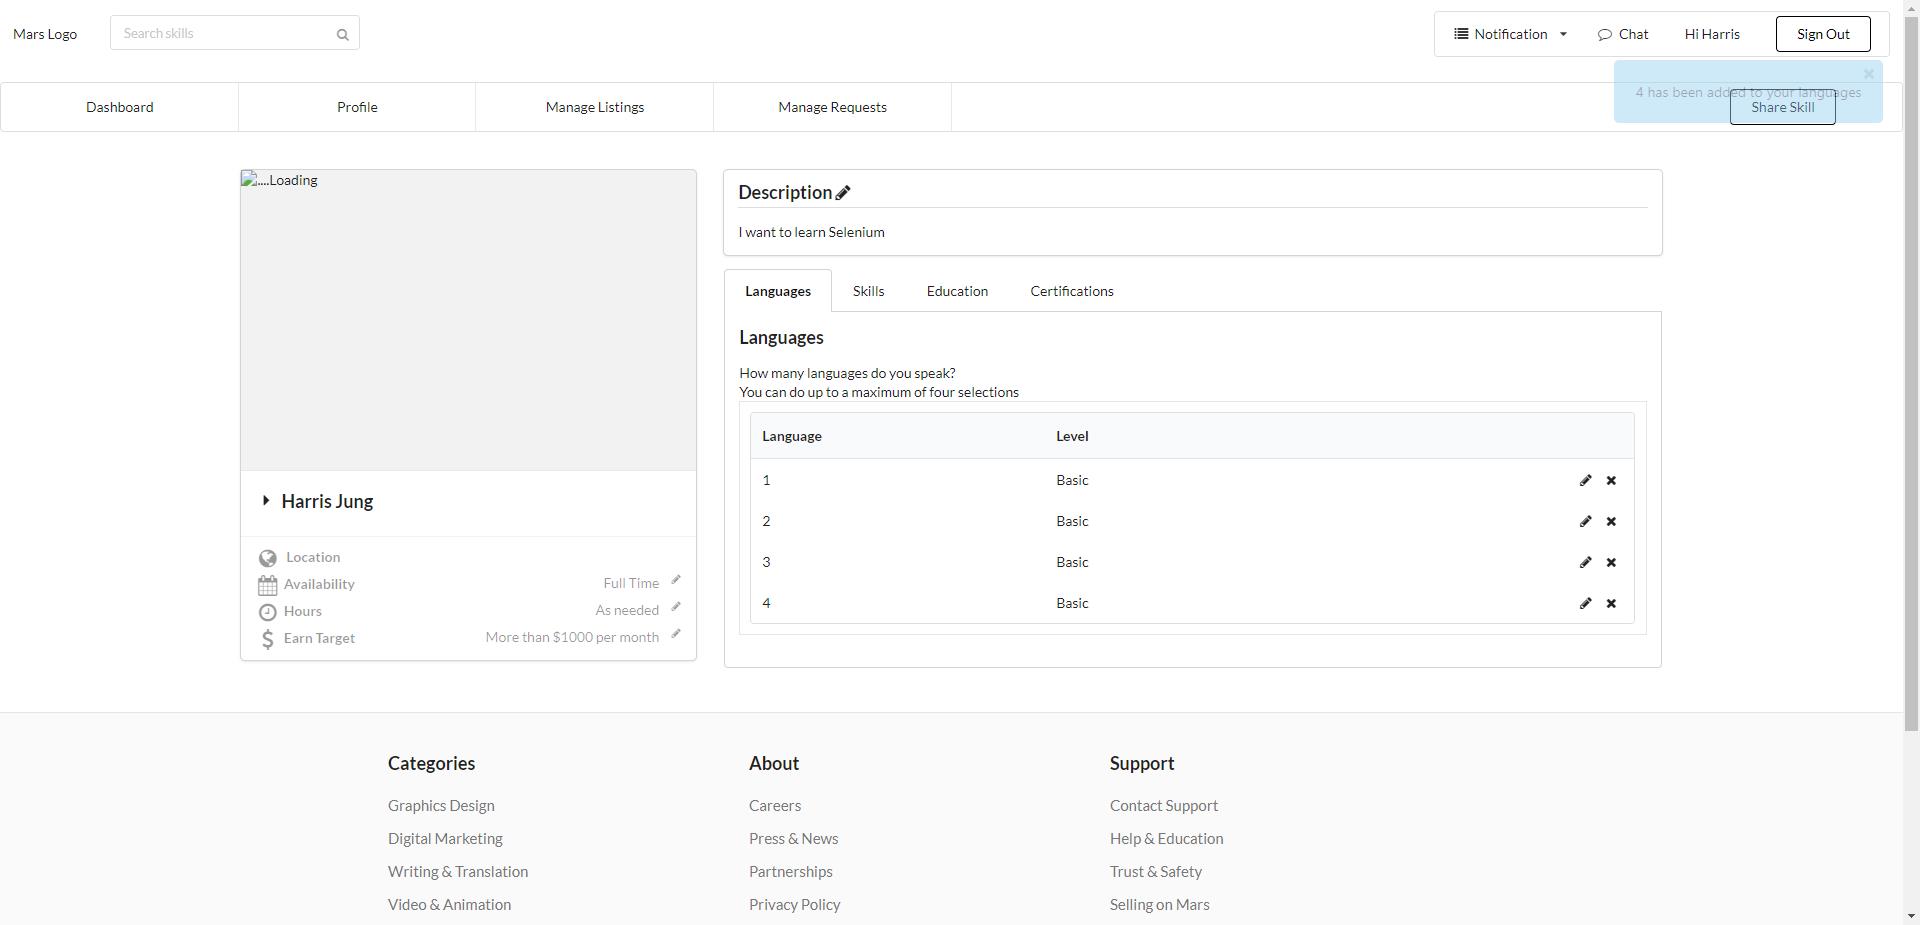 Mars Logo
Search skills
Notification
Chat
Hi Harris
Sign Out
4 has been added to your languages
Dashboard
Profile
Manage Listings
Manage Requests
Share Skill
....Loading
Harris Jung
Location
Availability
Full Time
Hours
As needed
Earn Target
More than $1000 per month
Description
I want to learn Selenium
Languages
Skills
Education
Certifications
Languages
How many languages do you speak?
You can do up to a maximum of four selections
Language Level
1 Basic
2 Basic
3 Basic
4 Basic
Categories
Graphics Design
Digital Marketing
Writing & Translation
Video & Animation
About
Careers
Press & News
Partnerships
Privacy Policy
Support
Contact Support
Help & Education
Trust & Safety
Selling on Mars